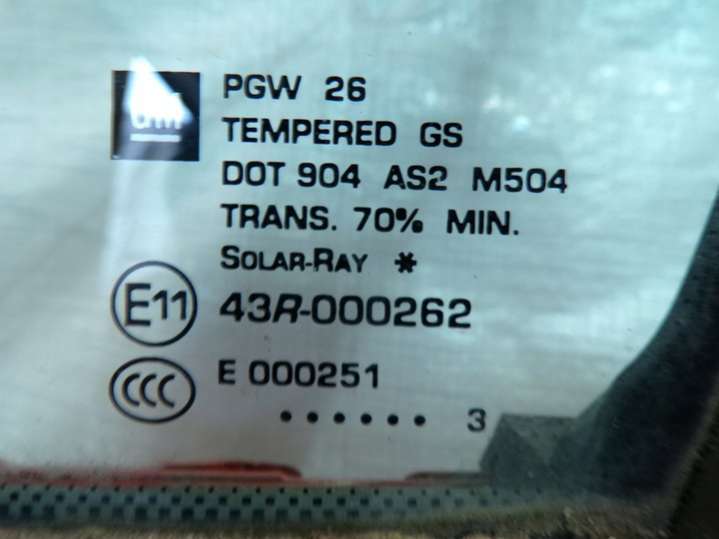 gm
PGW 26
TEMPERED GS
DOT 904 AS2 M504
TRANS. 70% MIN.
SOLAR-RAY *
E11 43R-000262
CCC E 000251
...... 3